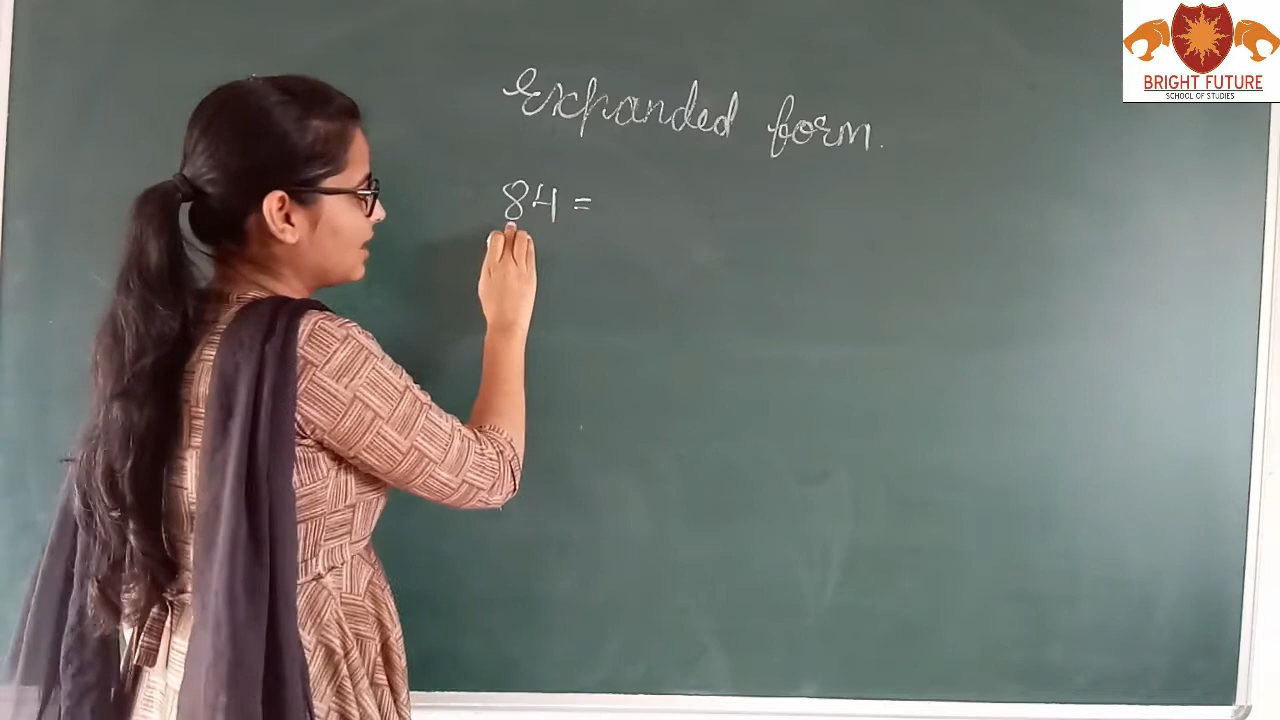 BRIGHT FUTURE
SCHOOL OF STUDIES
Expanded form.
84 =